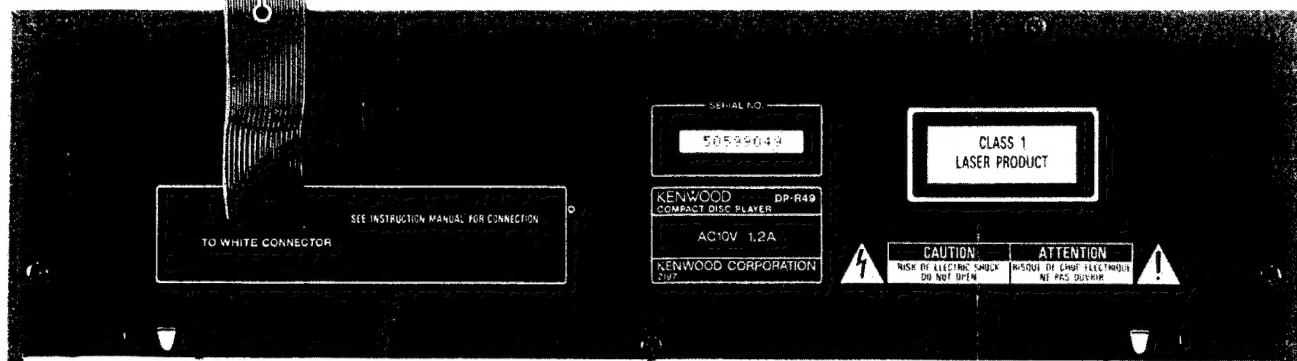 SERIAL NO.
50599049
CLASS 1
LASER PRODUCT
SEE INSTRUCTION MANUAL FOR CONNECTION
TO WHITE CONNECTOR
KENWOOD DP-R49
COMPACT DISC PLAYER
AC10V 1.2A
KENWOOD CORPORATION
CAUTION
RISK OF ELECTRIC SHOCK
DO NOT OPEN
ATTENTION
RISQUE DE CHOC ELECTRIQUE
NE PAS OUVRIR